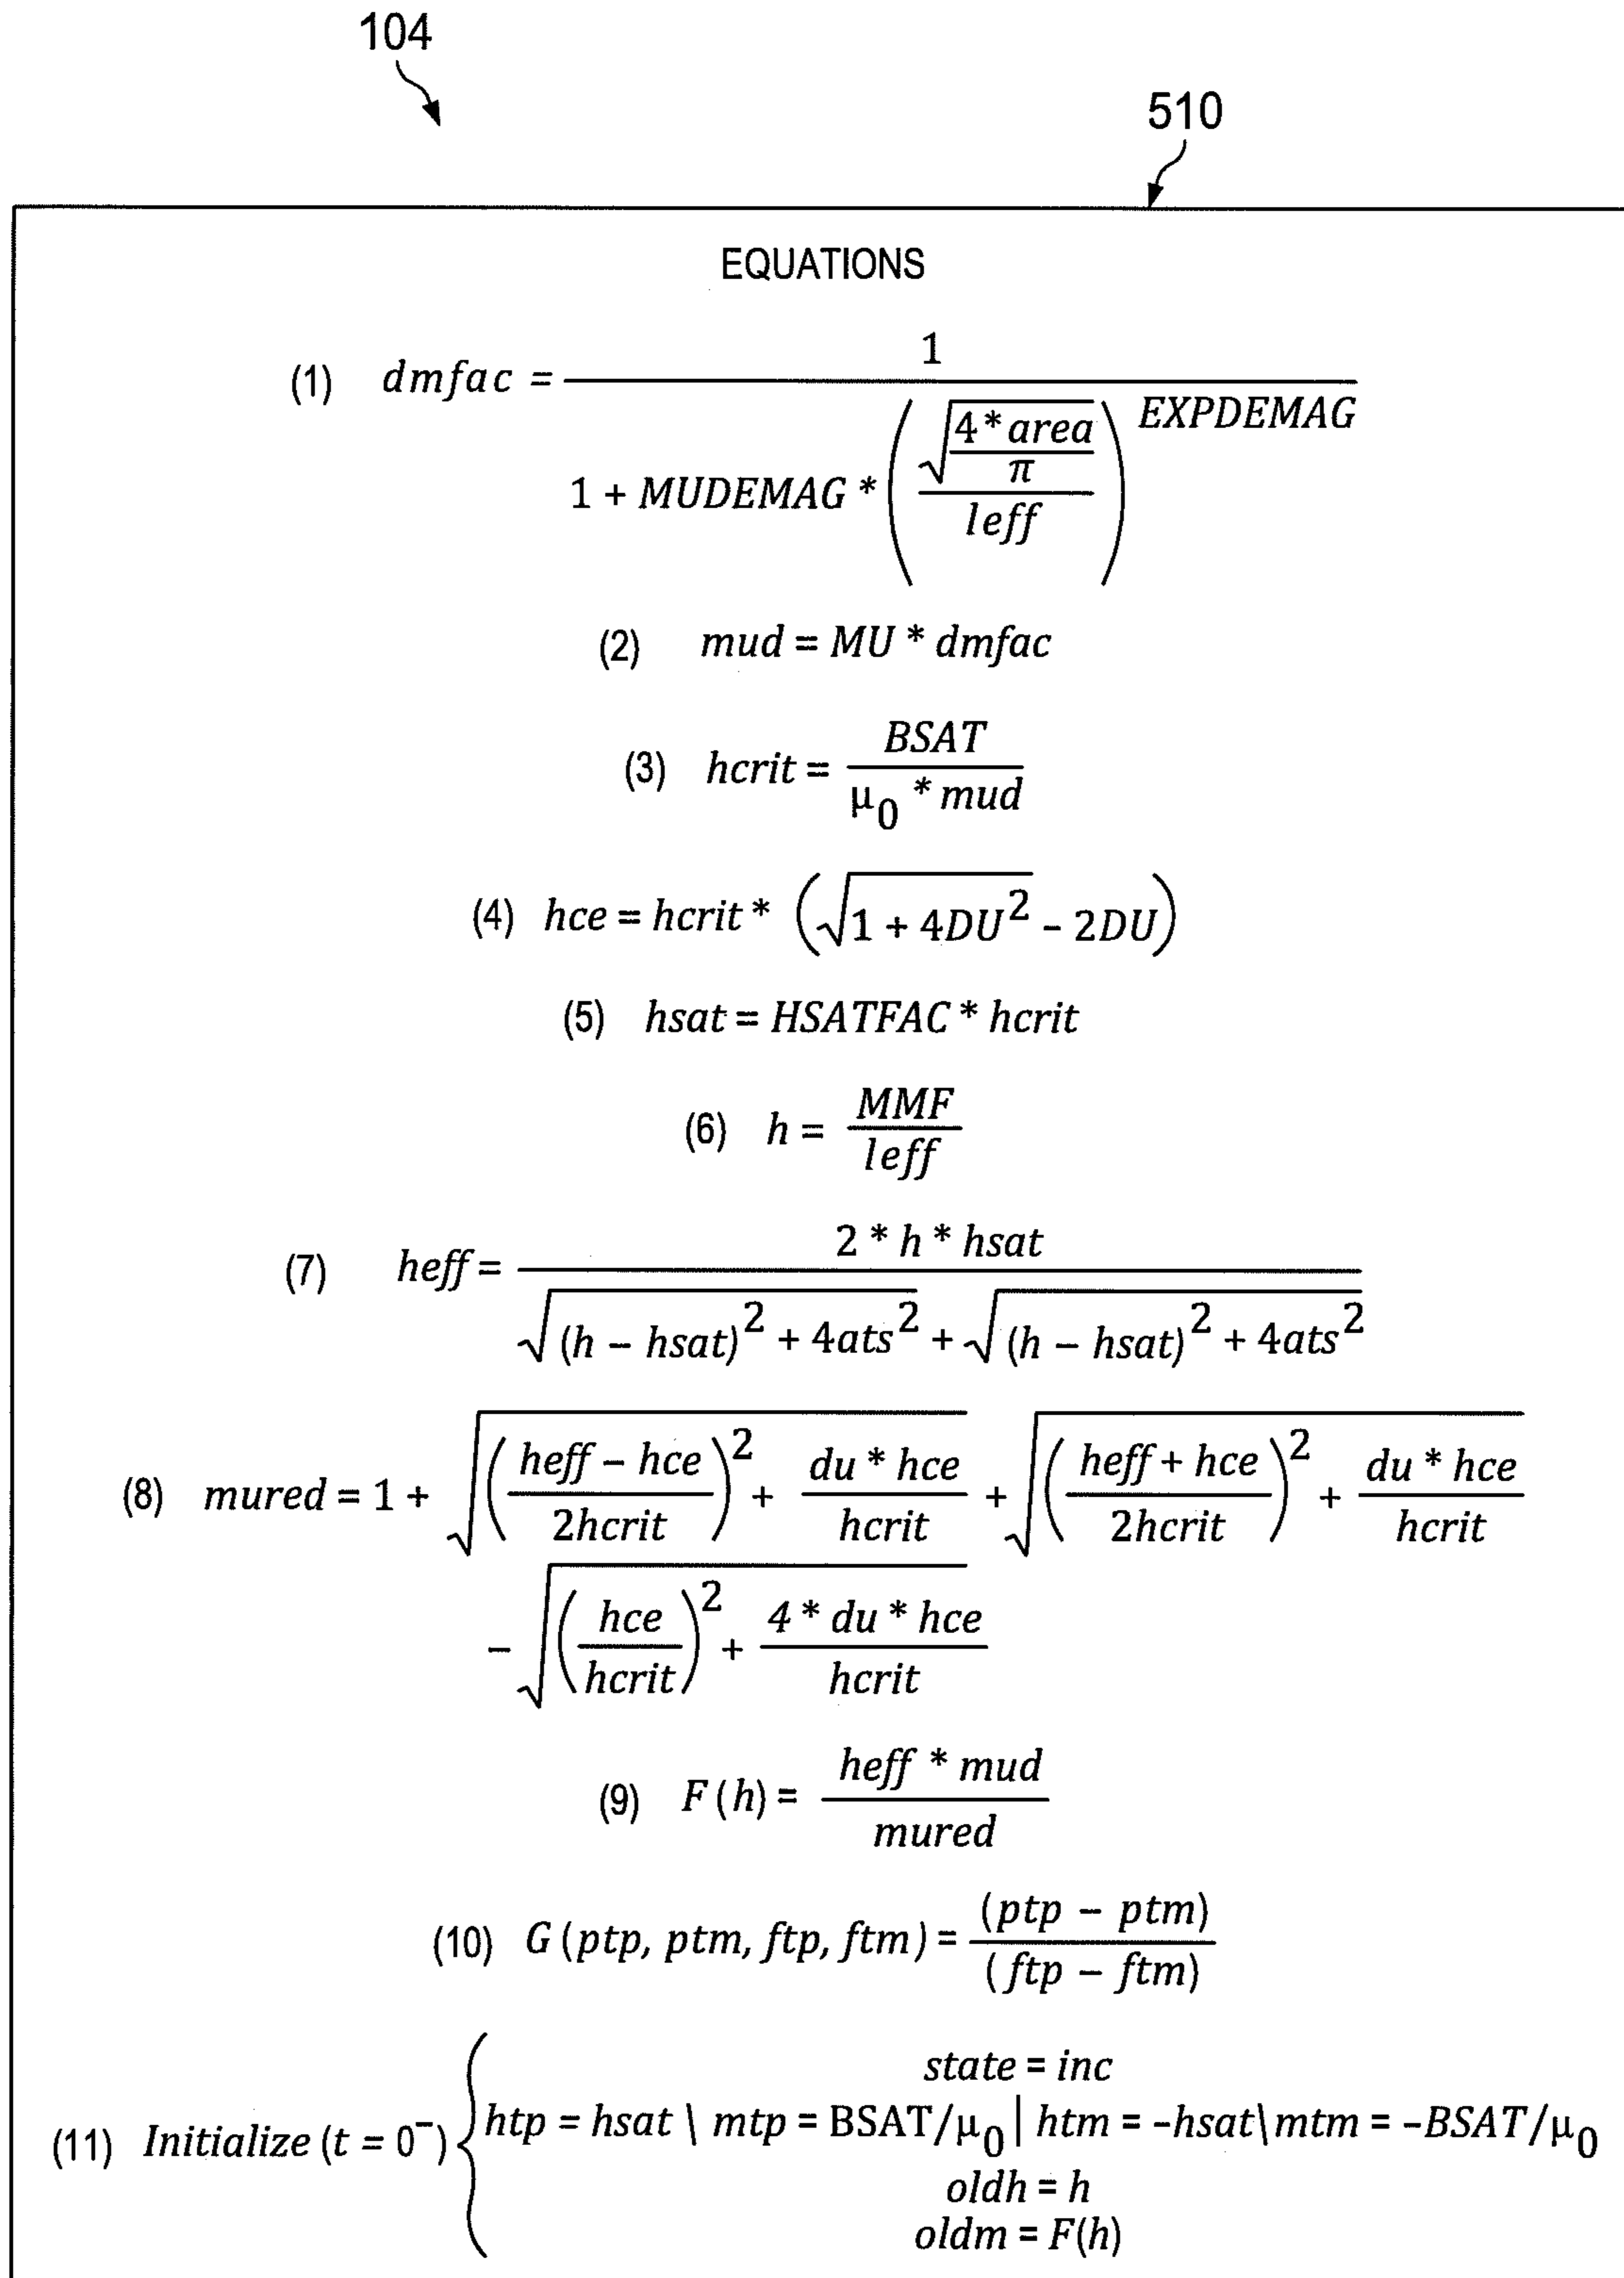 104
510
EQUATIONS
(1) dmfac = 1 / (1 + MUDEMAG * (√(4 * area / π) / leff)^EXPDEMAG)
(2) mud = MU * dmfac
(3) hcrit = BSAT / (μ₀ * mud)
(4) hce = hcrit * (√(1 + 4DU²) – 2DU)
(5) hsat = HSATFAC * hcrit
(6) h = MMF / leff
(7) heff = 2 * h * hsat / (√((h – hsat)² + 4ats²) + √((h – hsat)² + 4ats²))
(8) mured = 1 + √(((heff – hce) / 2hcrit)² + du * hce / hcrit) + √(((heff + hce) / 2hcrit)² + du * hce / hcrit)
– √((hce / hcrit)² + 4 * du * hce / hcrit)
(9) F(h) = heff * mud / mured
(10) G(ptp, ptm, ftp, ftm) = (ptp – ptm) / (ftp – ftm)
(11) Initialize (t = 0⁻) { state = inc
htp = hsat \ mtp = BSAT/μ₀ | htm = -hsat\mtm = -BSAT/μ₀
oldh = h
oldm = F(h)